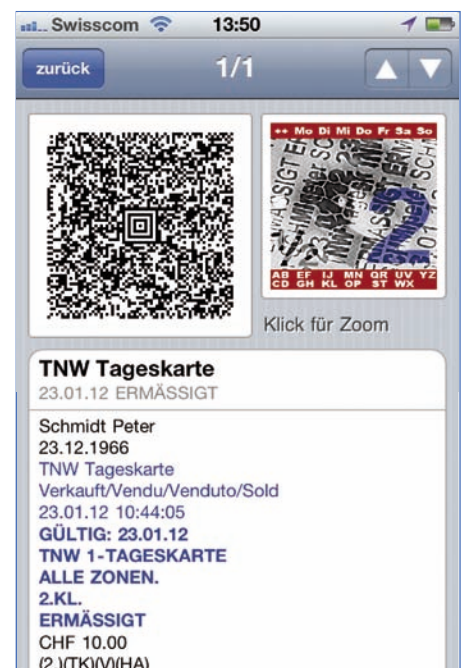 Swisscom 13:50
zurück 1/1
++ Mo Di Mi Do Fr Sa So
2
AB EF IJ MN QR UV YZ
CD GH KL OP ST WX
Klick für Zoom
TNW Tageskarte
23.01.12 ERMÄSSIGT
Schmidt Peter
23.12.1966
TNW Tageskarte
Verkauft/Vendu/Venduto/Sold
23.01.12 10:44:05
GÜLTIG: 23.01.12
TNW 1-TAGESKARTE
ALLE ZONEN.
2.KL.
ERMÄSSIGT
CHF 10.00
(2.)(TK)(V)(HA)